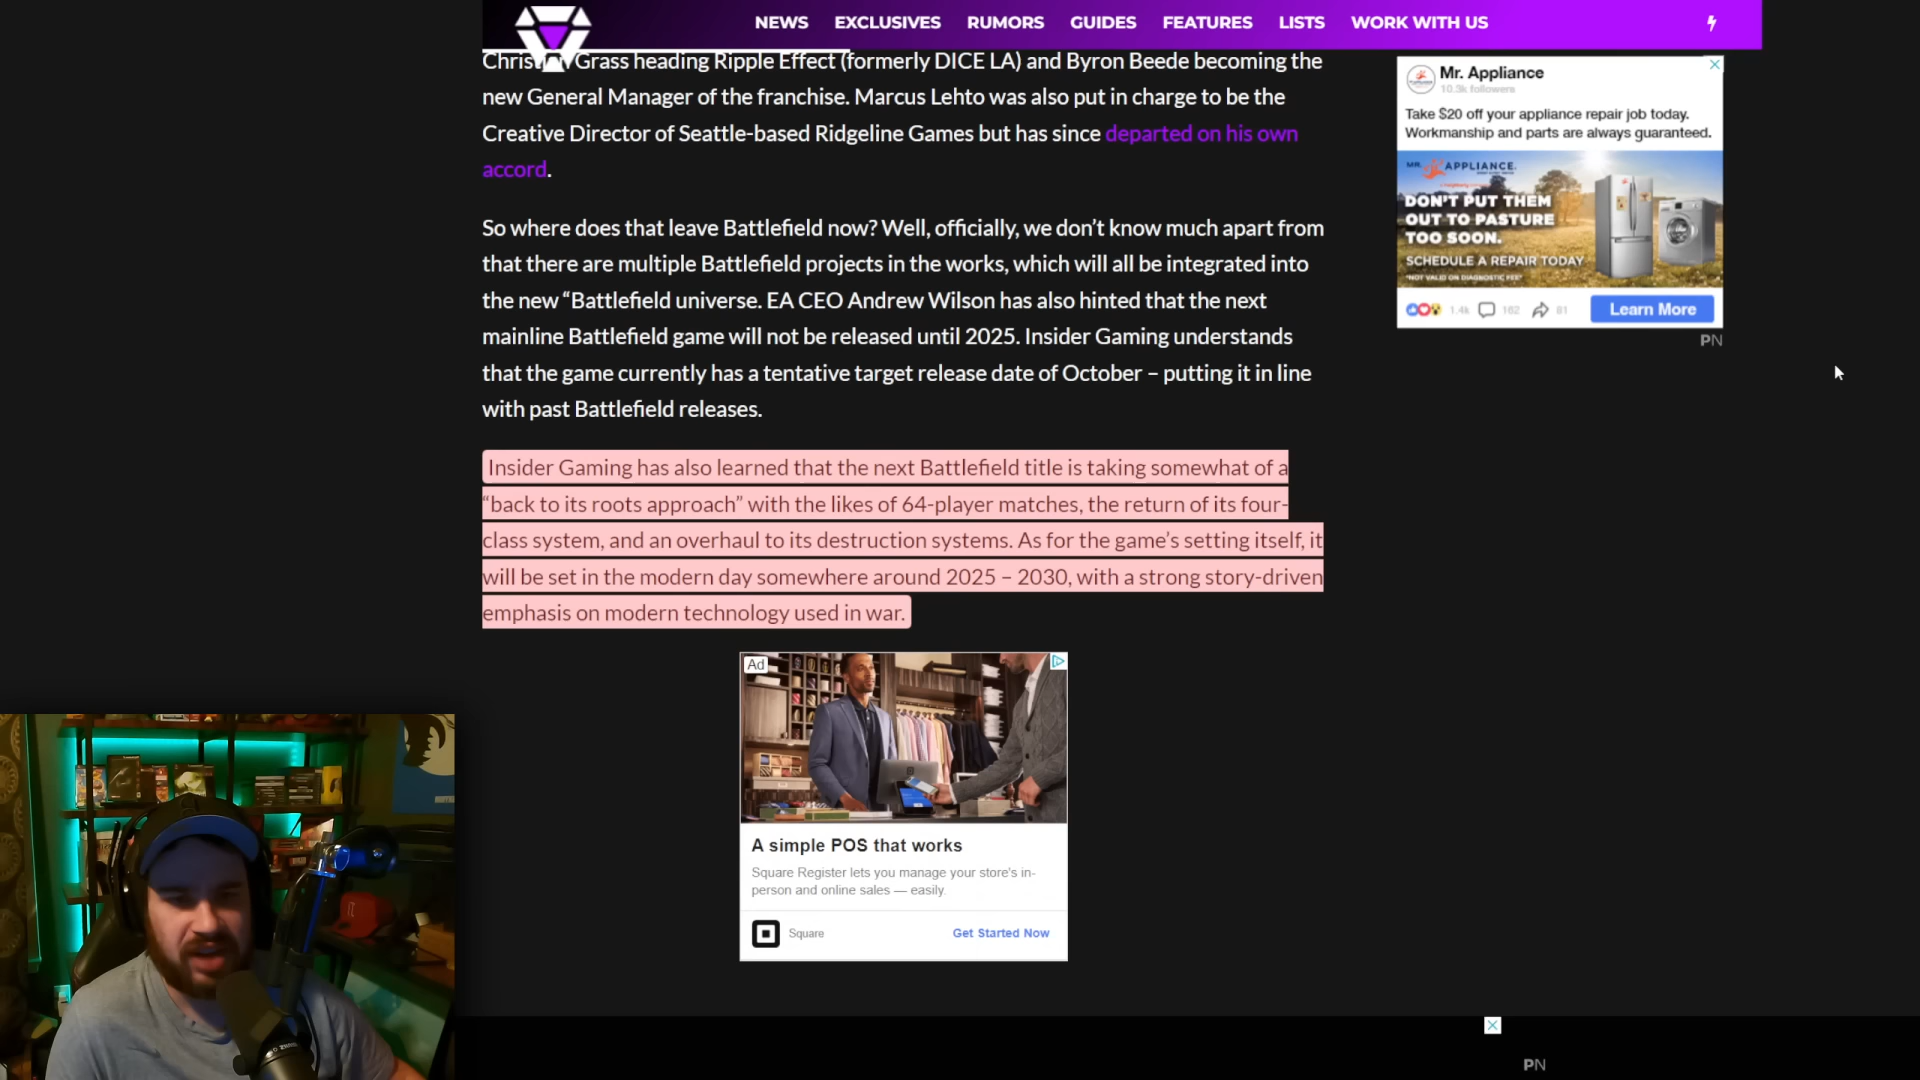 NEWS EXCLUSIVES RUMORS GUIDES FEATURES LISTS WORK WITH US
Grass heading Ripple Effect (formerly DICE LA) and Byron Beede becoming the
new General Manager of the franchise. Marcus Lehto was also put in charge to be the
Creative Director of Seattle-based Ridgeline Games but has since departed on his own
accord.
So where does that leave Battlefield now? Well, officially, we don’t know much apart from
that there are multiple Battlefield projects in the works, which will all be integrated into
the new “Battlefield universe. EA CEO Andrew Wilson has also hinted that the next
mainline Battlefield game will not be released until 2025. Insider Gaming understands
that the game currently has a tentative target release date of October – putting it in line
with past Battlefield releases.
Insider Gaming has also learned that the next Battlefield title is taking somewhat of a
“back to its roots approach” with the likes of 64-player matches, the return of its four-
class system, and an overhaul to its destruction systems. As for the game’s setting itself, it
will be set in the modern day somewhere around 2025 – 2030, with a strong story-driven
emphasis on modern technology used in war.
Mr. Appliance
10.3k followers
Take $20 off your appliance repair job today.
Workmanship and parts are always guaranteed.
MR. APPLIANCE
DON'T PUT THEM
OUT TO PASTURE
TOO SOON.
SCHEDULE A REPAIR TODAY
*NOT VALID ON DIAGNOSTIC FEE*
1.4k 162 81 Learn More
PN
Ad
A simple POS that works
Square Register lets you manage your store's in-
person and online sales — easily.
Square Get Started Now
PN